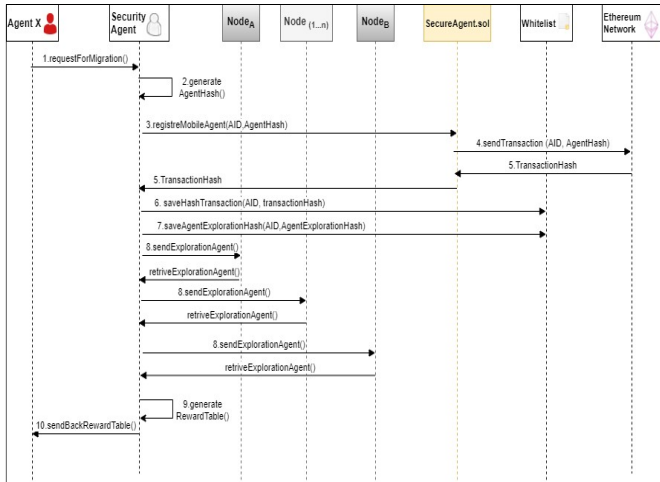 Agent X
Security
Agent
NodeA
Node (1...n)
NodeB
SecureAgent.sol
Whitelist
Ethereum
Network
1.requestForMigration()
2.generate
AgentHash()
3.registreMobileAgent(AID,AgentHash)
4.sendTransaction (AID, AgentHash)
5.TransactionHash
5.TransactionHash
6. saveHashTransaction(AID, transactionHash)
7.saveAgentExplorationHash(AID,AgentExplorationHash)
8.sendExplorationAgent()
retriveExplorationAgent()
8.sendExplorationAgent()
retriveExplorationAgent()
8.sendExplorationAgent()
retriveExplorationAgent()
9.generate
RewardTable()
10.sendBackRewardTable()